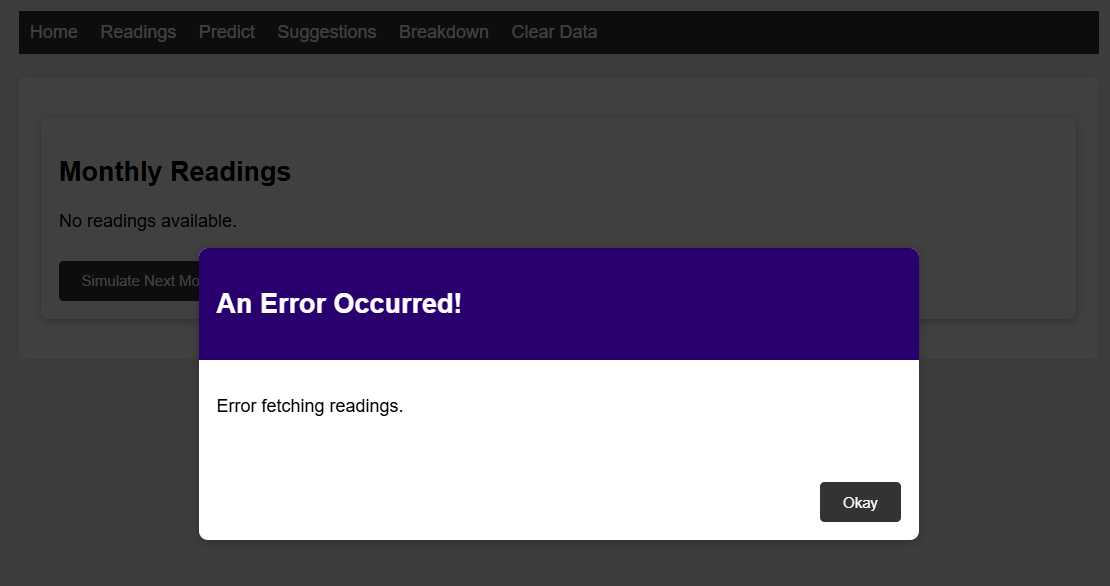 Home Readings Predict Suggestions Breakdown Clear Data
Monthly Readings
No readings available.
Simulate Next Mo
An Error Occurred!
Error fetching readings.
Okay